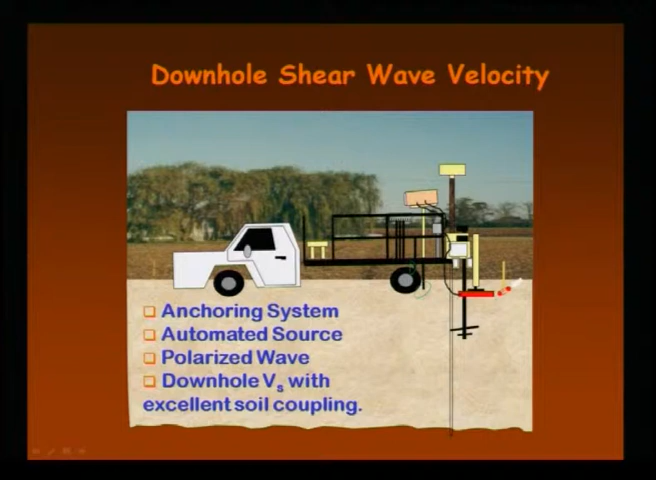 Downhole Shear Wave Velocity
Anchoring System
Automated Source
Polarized Wave
Downhole Vs with
excellent soil coupling.